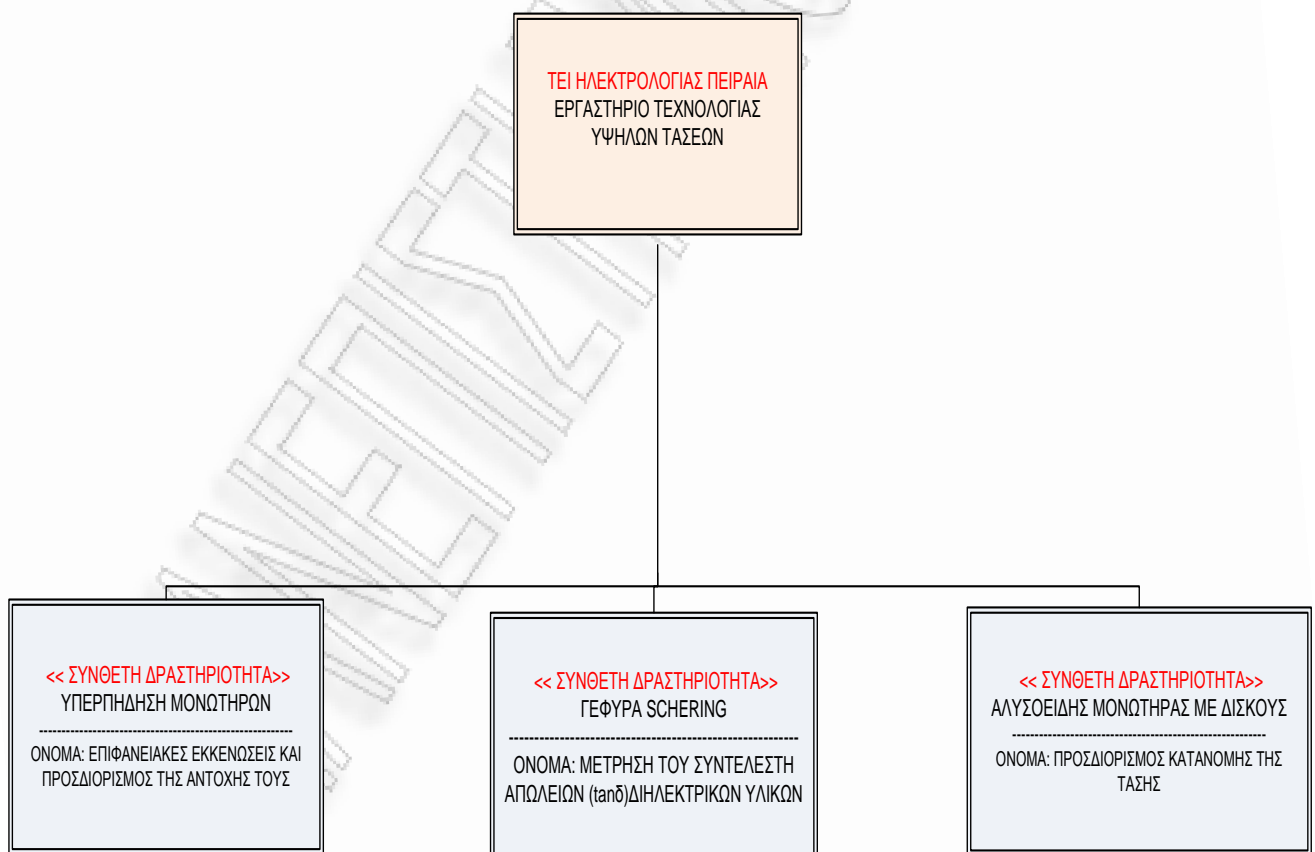 ΤΕΙ ΗΛΕΚΤΡΟΛΟΓΙΑΣ ΠΕΙΡΑΙΑ
ΕΡΓΑΣΤΗΡΙΟ ΤΕΧΝΟΛΟΓΙΑΣ
ΥΨΗΛΩΝ ΤΑΣΕΩΝ
<< ΣΥΝΘΕΤΗ ΔΡΑΣΤΗΡΙΟΤΗΤΑ>>
ΥΠΕΡΠΗΔΗΣΗ ΜΟΝΩΤΗΡΩΝ
ΟΝΟΜΑ: ΕΠΙΦΑΝΕΙΑΚΕΣ ΕΚΚΕΝΩΣΕΙΣ ΚΑΙ
ΠΡΟΣΔΙΟΡΙΣΜΟΣ ΤΗΣ ΑΝΤΟΧΗΣ ΤΟΥΣ
<< ΣΥΝΘΕΤΗ ΔΡΑΣΤΗΡΙΟΤΗΤΑ>>
ΓΕΦΥΡΑ SCHERING
ΟΝΟΜΑ: ΜΕΤΡΗΣΗ ΤΟΥ ΣΥΝΤΕΛΕΣΤΗ
ΑΠΩΛΕΙΩΝ (tanδ)ΔΙΗΛΕΚΤΡΙΚΩΝ ΥΛΙΚΩΝ
<< ΣΥΝΘΕΤΗ ΔΡΑΣΤΗΡΙΟΤΗΤΑ>>
ΑΛΥΣΟΕΙΔΗΣ ΜΟΝΩΤΗΡΑΣ ΜΕ ΔΙΣΚΟΥΣ
ΟΝΟΜΑ: ΠΡΟΣΔΙΟΡΙΣΜΟΣ ΚΑΤΑΝΟΜΗΣ ΤΗΣ
ΤΑΣΗΣ